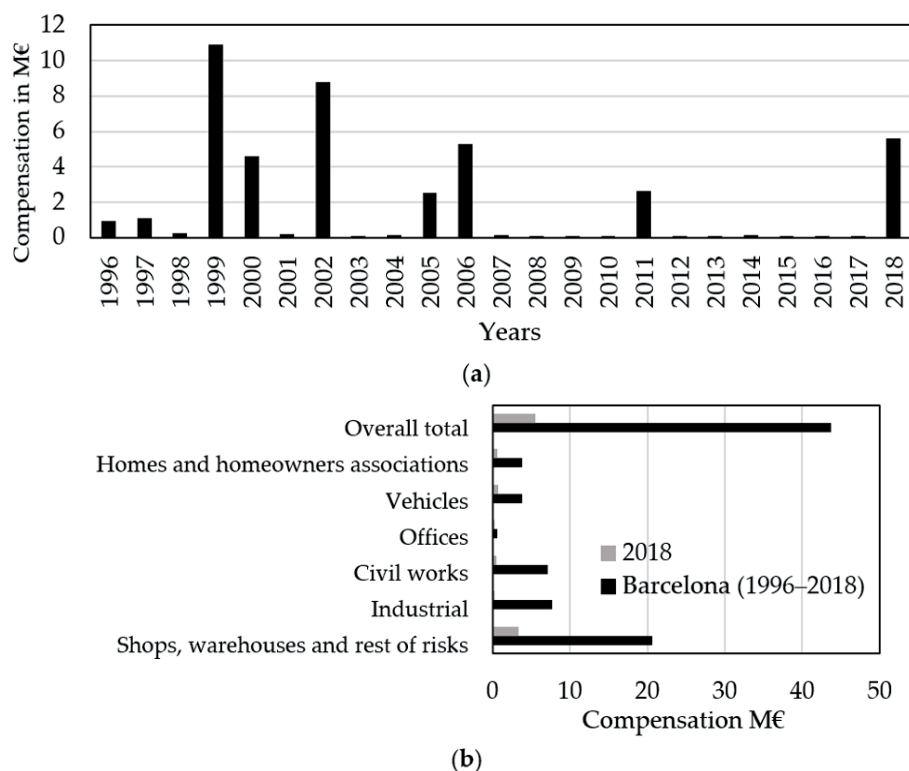 Compensation in M€
12
10
8
6
4
2
0
1996
1997
1998
1999
2000
2001
2002
2003
2004
2005
2006
2007
2008
2009
2010
2011
2012
2013
2014
2015
2016
2017
2018
Years
(a)
Overall total
Homes and homeowners associations
Vehicles
Offices
Civil works
Industrial
Shops, warehouses and rest of risks
2018
Barcelona (1996–2018)
0 10 20 30 40 50
Compensation M€
(b)